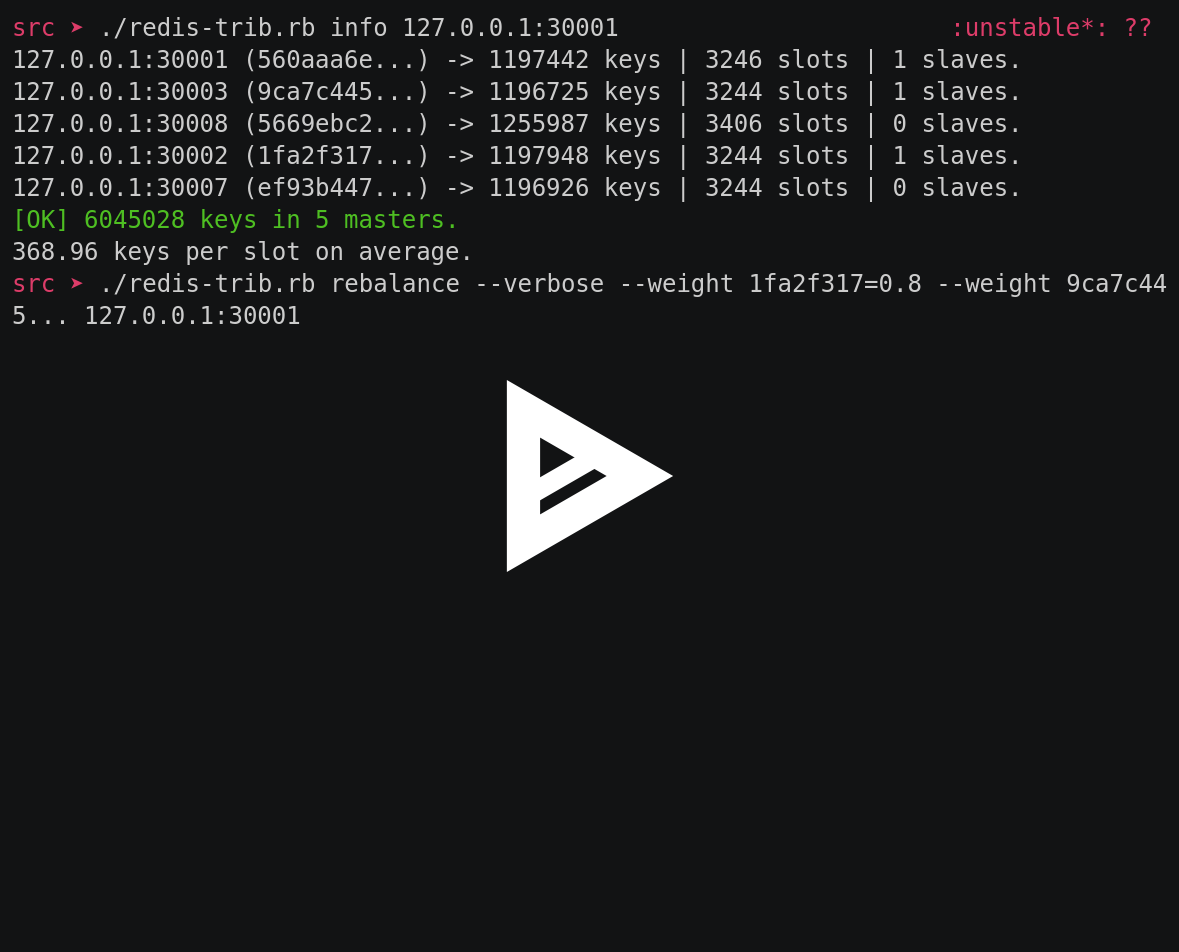 src ➤ ./redis-trib.rb info 127.0.0.1:30001 :unstable*: ??
127.0.0.1:30001 (560aaa6e...) -> 1197442 keys | 3246 slots | 1 slaves.
127.0.0.1:30003 (9ca7c445...) -> 1196725 keys | 3244 slots | 1 slaves.
127.0.0.1:30008 (5669ebc2...) -> 1255987 keys | 3406 slots | 0 slaves.
127.0.0.1:30002 (1fa2f317...) -> 1197948 keys | 3244 slots | 1 slaves.
127.0.0.1:30007 (ef93b447...) -> 1196926 keys | 3244 slots | 0 slaves.
[OK] 6045028 keys in 5 masters.
368.96 keys per slot on average.
src ➤ ./redis-trib.rb rebalance --verbose --weight 1fa2f317=0.8 --weight 9ca7c44
5... 127.0.0.1:30001